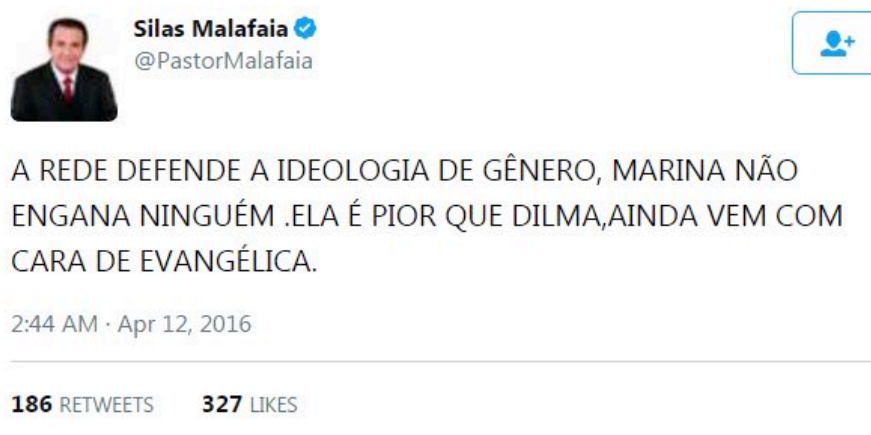 Silas Malafaia
@PastorMalafaia
A REDE DEFENDE A IDEOLOGIA DE GÊNERO, MARINA NÃO
ENGANA NINGUÉM .ELA É PIOR QUE DILMA,AINDA VEM COM
CARA DE EVANGÉLICA.
2:44 AM · Apr 12, 2016
186 RETWEETS 327 LIKES